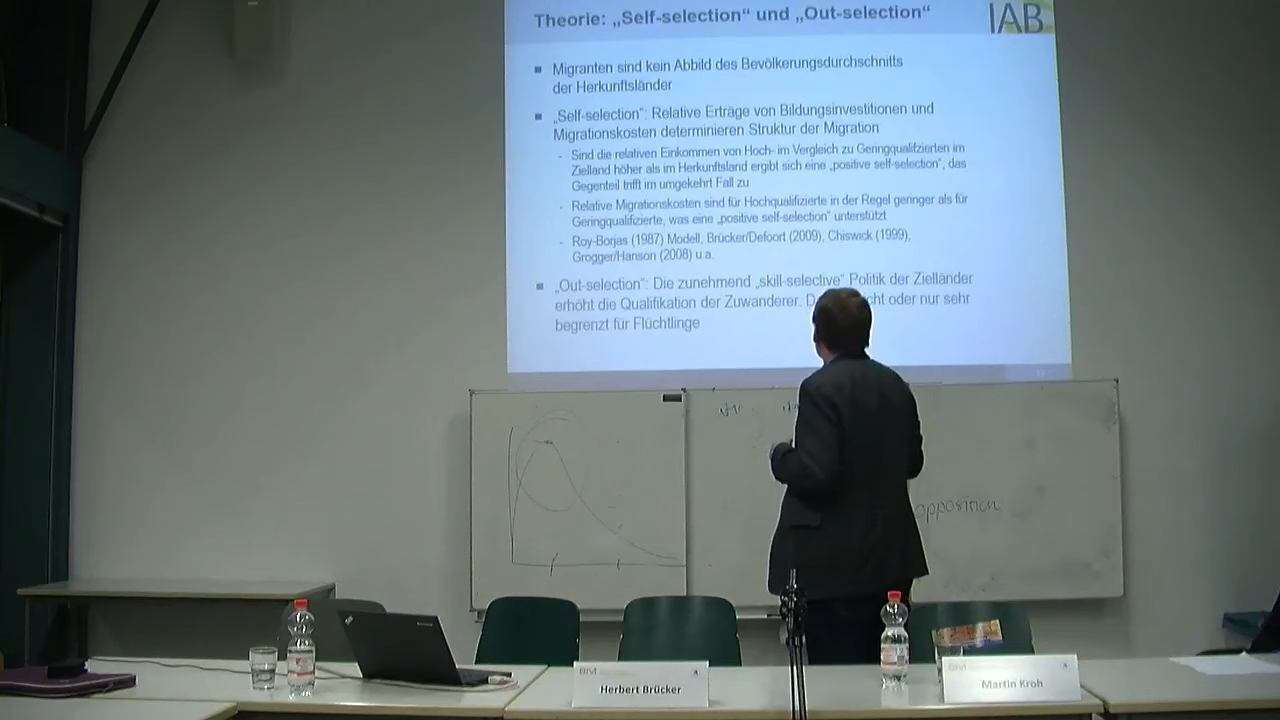 Theorie: „Self-selection“ und „Out-selection“
IAB
Migranten sind kein Abbild des Bevölkerungsdurchschnitts
der Herkunftsländer
„Self-selection“: Relative Erträge von Bildungsinvestitionen und
Migrationskosten determinieren Struktur der Migration
- Sind die relativen Einkommen von Hoch- im Vergleich zu Geringqualifzierten im
Zielland höher als im Herkunftsland ergibt sich eine „positive self-selection“, das
Gegenteil trifft im umgekehrt Fall zu
- Relative Migrationskosten sind für Hochqualifizierte in der Regel geringer als für
Geringqualifizierte, was eine „positive self-selection“ unterstützt
- Roy-Borjas (1987) Modell, Brücker/Defoort (2009), Chiswick (1999),
Grogger/Hanson (2008) u.a.
„Out-selection“: Die zunehmend „skill-selective“ Politik der Zielländer
erhöht die Qualifikation der Zuwanderer. oder nur sehr
begrenzt für Flüchtlinge
opposition
Herbert Brücker
Martin Kroh